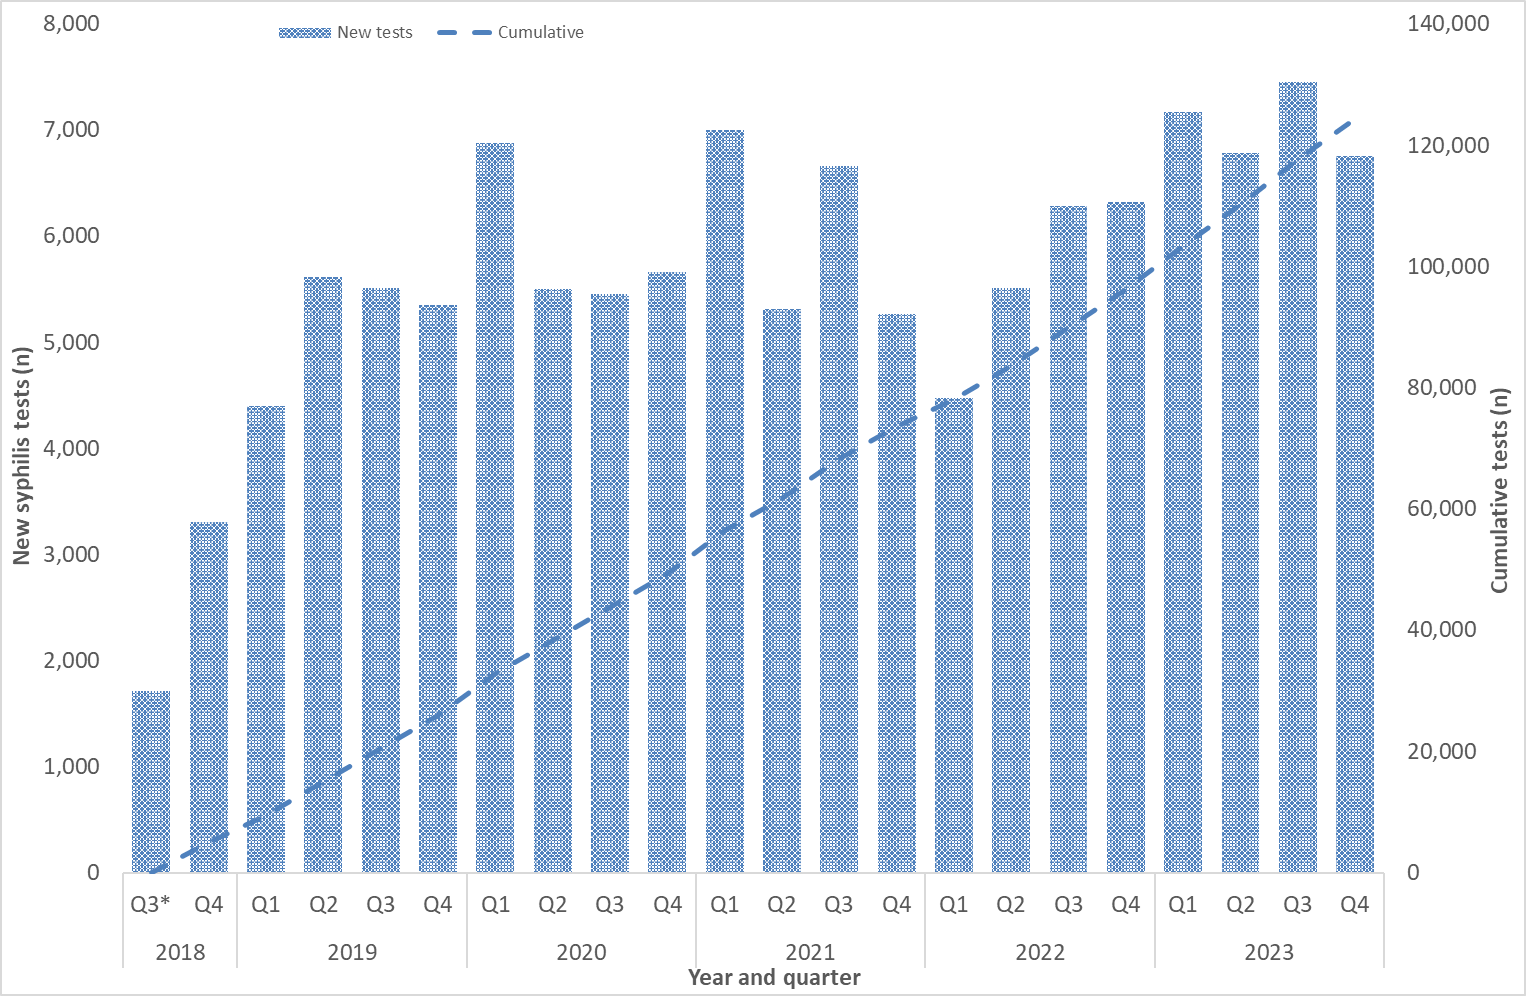 New tests
Cumulative
8,000
7,000
6,000
5,000
4,000
3,000
2,000
1,000
0
New syphilis tests (n)
140,000
120,000
100,000
80,000
60,000
40,000
20,000
0
Cumulative tests (n)
Q3* Q4 Q1 Q2 Q3 Q4 Q1 Q2 Q3 Q4 Q1 Q2 Q3 Q4 Q1 Q2 Q3 Q4 Q1 Q2 Q3 Q4
2018 2019 2020 2021 2022 2023
Year and quarter